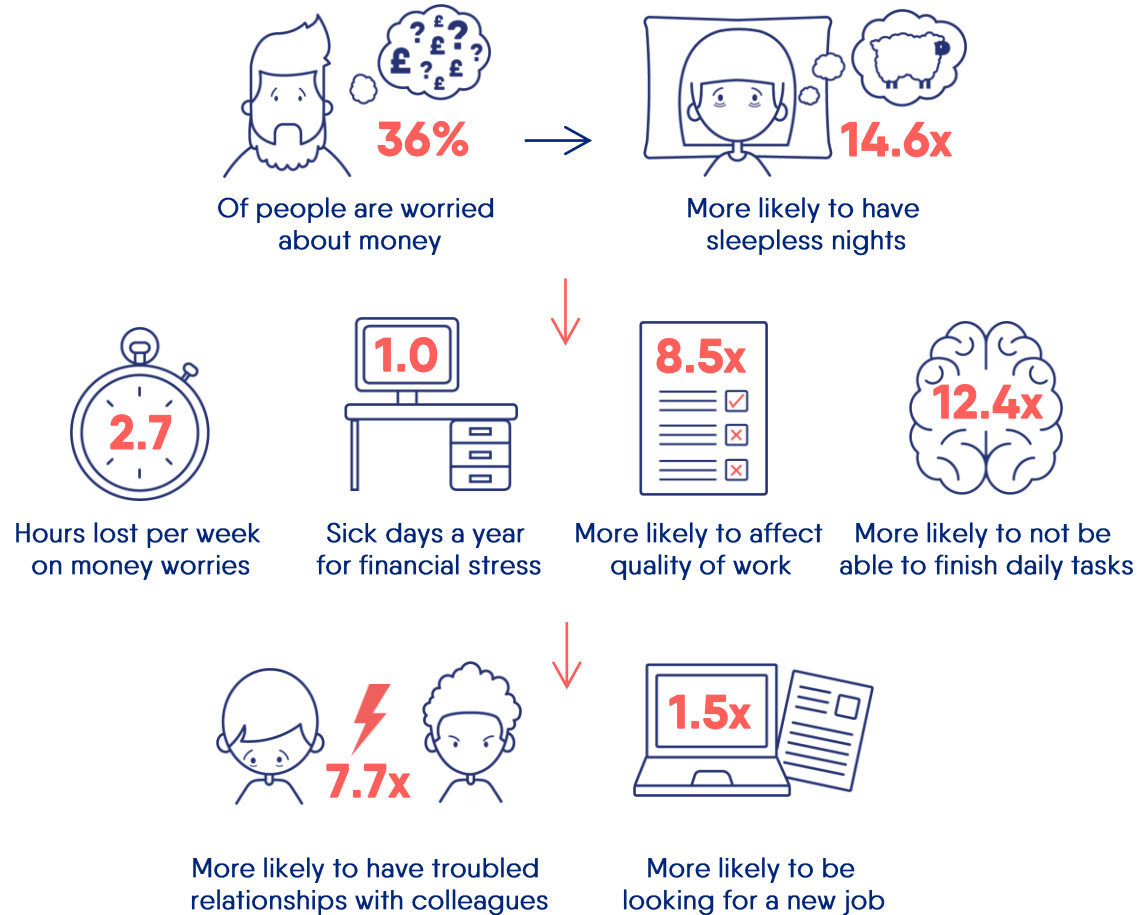 ? £ ?
£
£ ? £ ?
£
36%
14.6x
Of people are worried
about money
More likely to have
sleepless nights
2.7
1.0
8.5x
12.4x
Hours lost per week
on money worries
Sick days a year
for financial stress
More likely to affect
quality of work
More likely to not be
able to finish daily tasks
7.7x
1.5x
More likely to have troubled
relationships with colleagues
More likely to be
looking for a new job